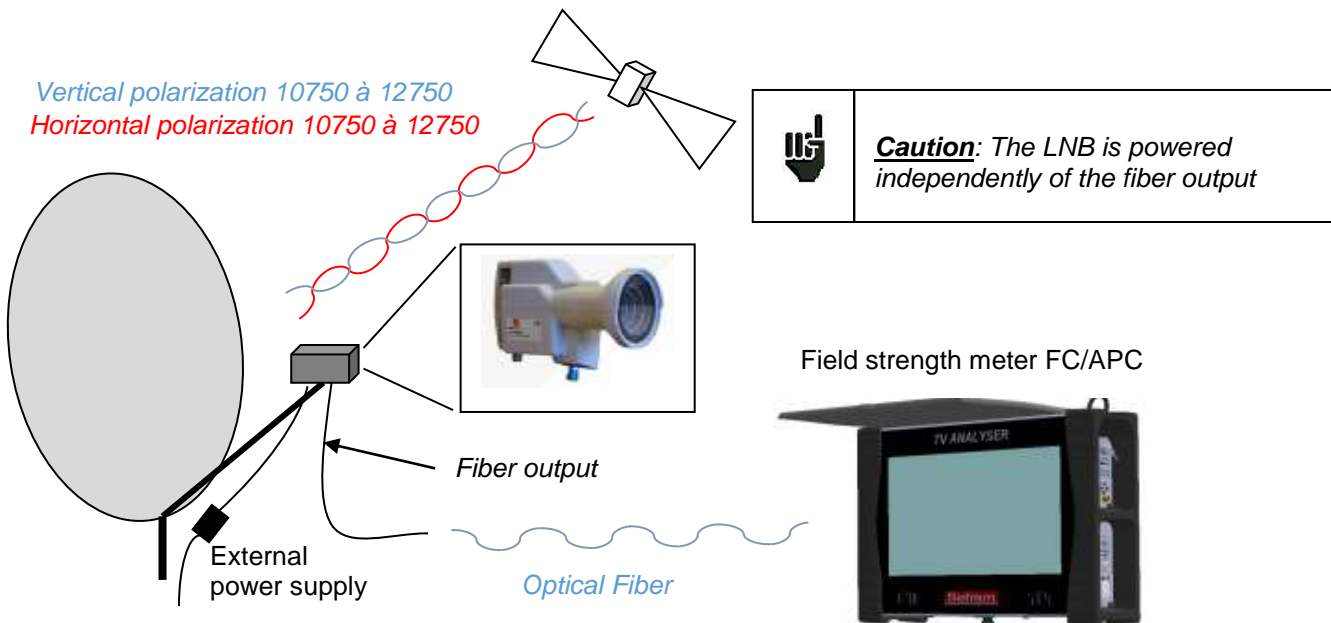 Vertical polarization 10750 à 12750
Horizontal polarization 10750 à 12750
Caution: The LNB is powered
independently of the fiber output
Field strength meter FC/APC
TV ANALYSER
Fiber output
External
power supply
Optical Fiber
Sefram